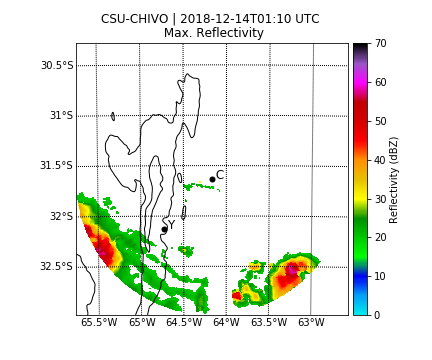 CSU-CHIVO | 2018-12-14T01:10 UTC
Max. Reflectivity
30.5°S
31°S
31.5°S
32°S
32.5°S
65.5°W
65°W
64.5°W
64°W
63.5°W
63°W
C
Y
70
60
50
40
30
20
10
0
Reflectivity (dBZ)